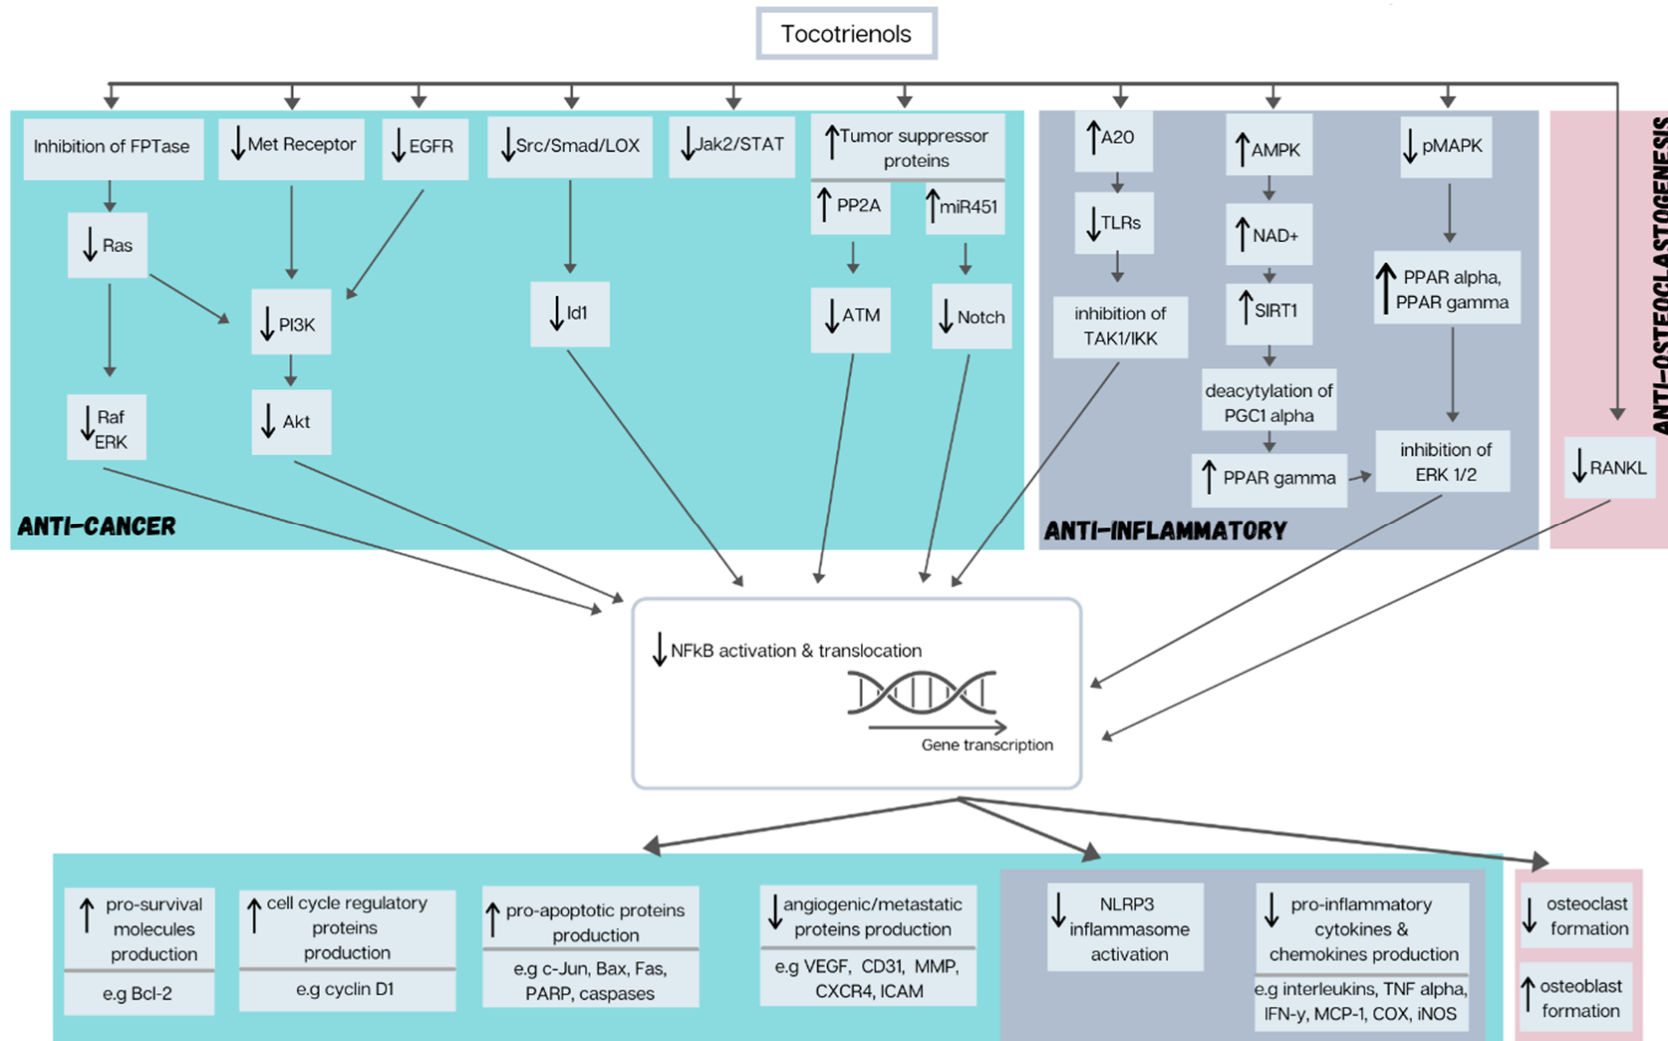 Tocotrienols
Inhibition of FPTase
↓Met Receptor
↓EGFR
↓Src/Smad/LOX
↓Jak2/STAT
↑Tumor suppressor
proteins
↑PP2A
↑miR451
↓Ras
↓PI3K
↓Id1
↓ATM
↓Notch
↓Raf
ERK
↓Akt
ANTI-CANCER
↑A20
↓TLRs
inhibition of
TAK1/IKK
↑AMPK
↑NAD+
↑SIRT1
deacytylation of
PGC1 alpha
↑PPAR gamma
↓pMAPK
↑PPAR alpha,
PPAR gamma
inhibition of
ERK 1/2
ANTI-INFLAMMATORY
ANTI-OSTEOCLASTOGENESIS
↓RANKL
↓NFkB activation & translocation
Gene transcription
↑pro-survival
molecules
production
e.g Bcl-2
↑cell cycle regulatory
proteins
production
e.g cyclin D1
↑pro-apoptotic proteins
production
e.g c-Jun, Bax, Fas,
PARP, caspases
↓angiogenic/metastatic
proteins production
e.g VEGF, CD31, MMP,
CXCR4, ICAM
↓NLRP3
inflammasome
activation
↓pro-inflammatory
cytokines &
chemokines production
e.g interleukins, TNF alpha,
IFN-y, MCP-1, COX, iNOS
↓osteoclast
formation
↑osteoblast
formation